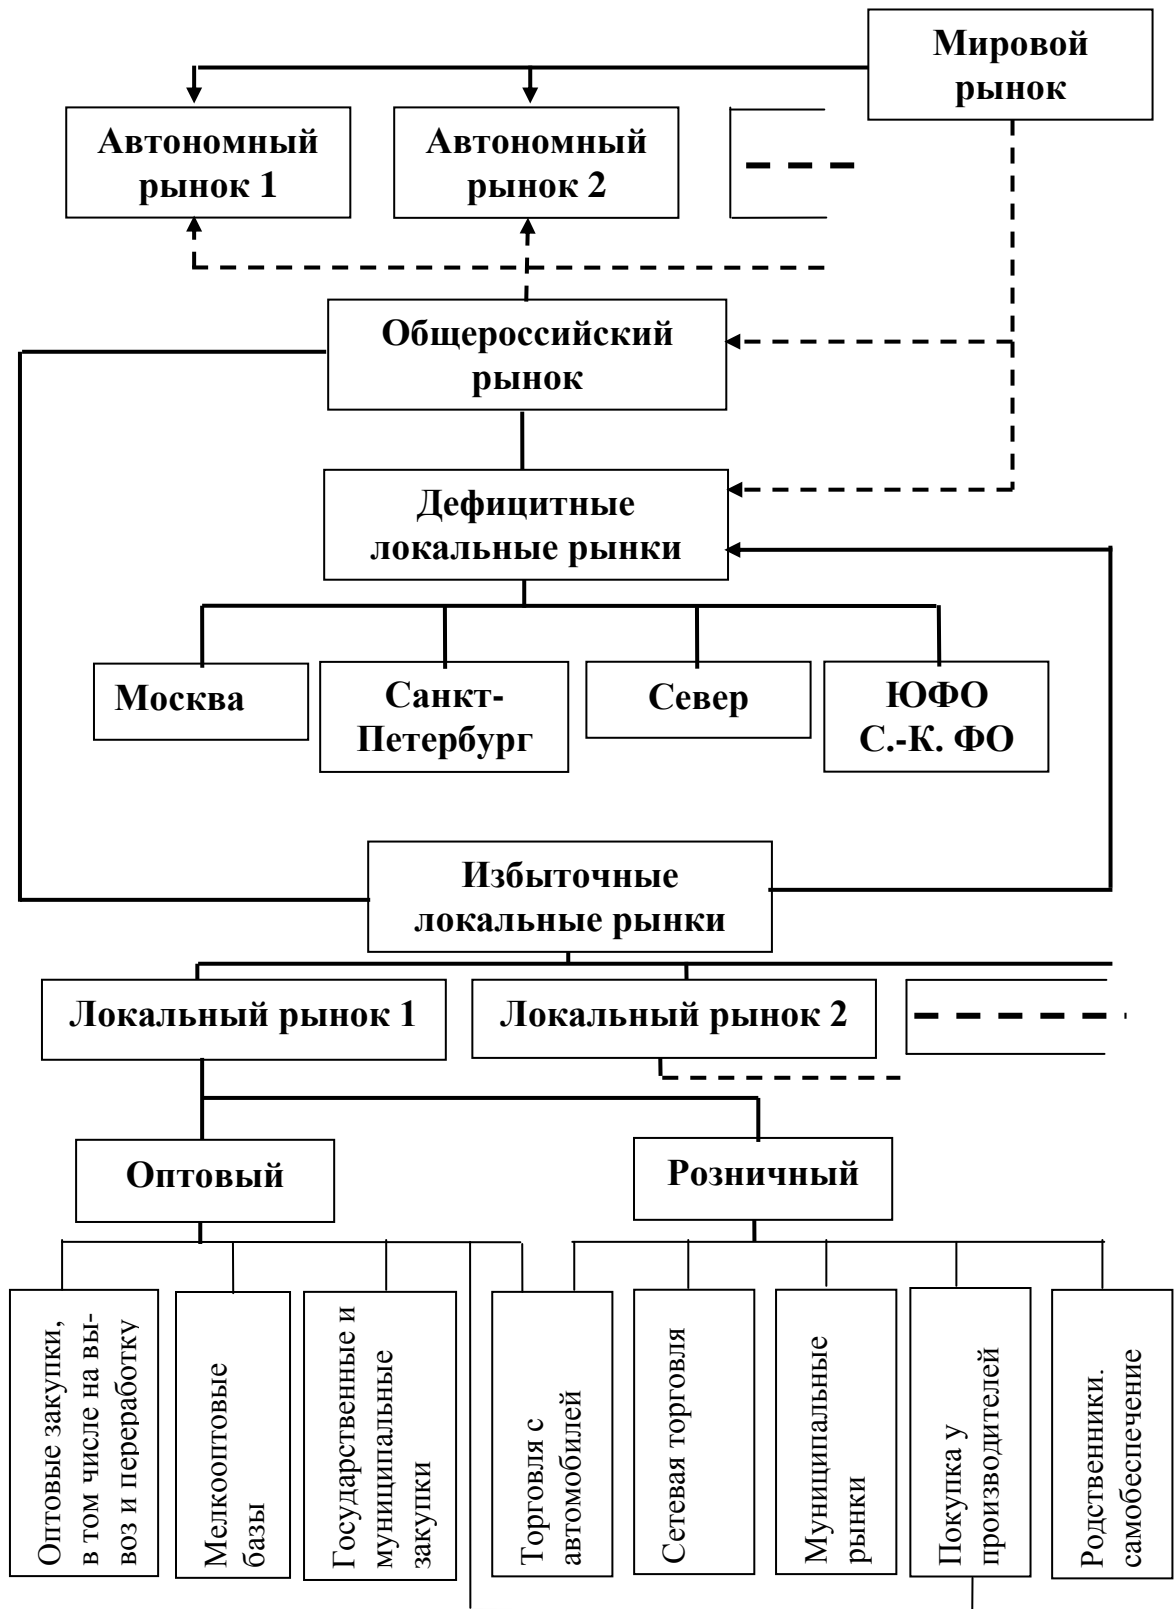 Мировой
рынок
Автономный
рынок 1
Автономный
рынок 2
Общероссийский
рынок
Дефицитные
локальные рынки
Москва
Санкт-
Петербург
Север
ЮФО
С.-К. ФО
Избыточные
локальные рынки
Локальный рынок 1
Локальный рынок 2
Оптовый
Розничный
Оптовые закупки,
в том числе на вы-
воз и переработку
Мелкооптовые
базы
Государственные и
муниципальные
закупки
Торговля с
автомобилей
Сетевая торговля
Муниципальные
рынки
Покупка у
производителей
Родственники.
самобеспечение